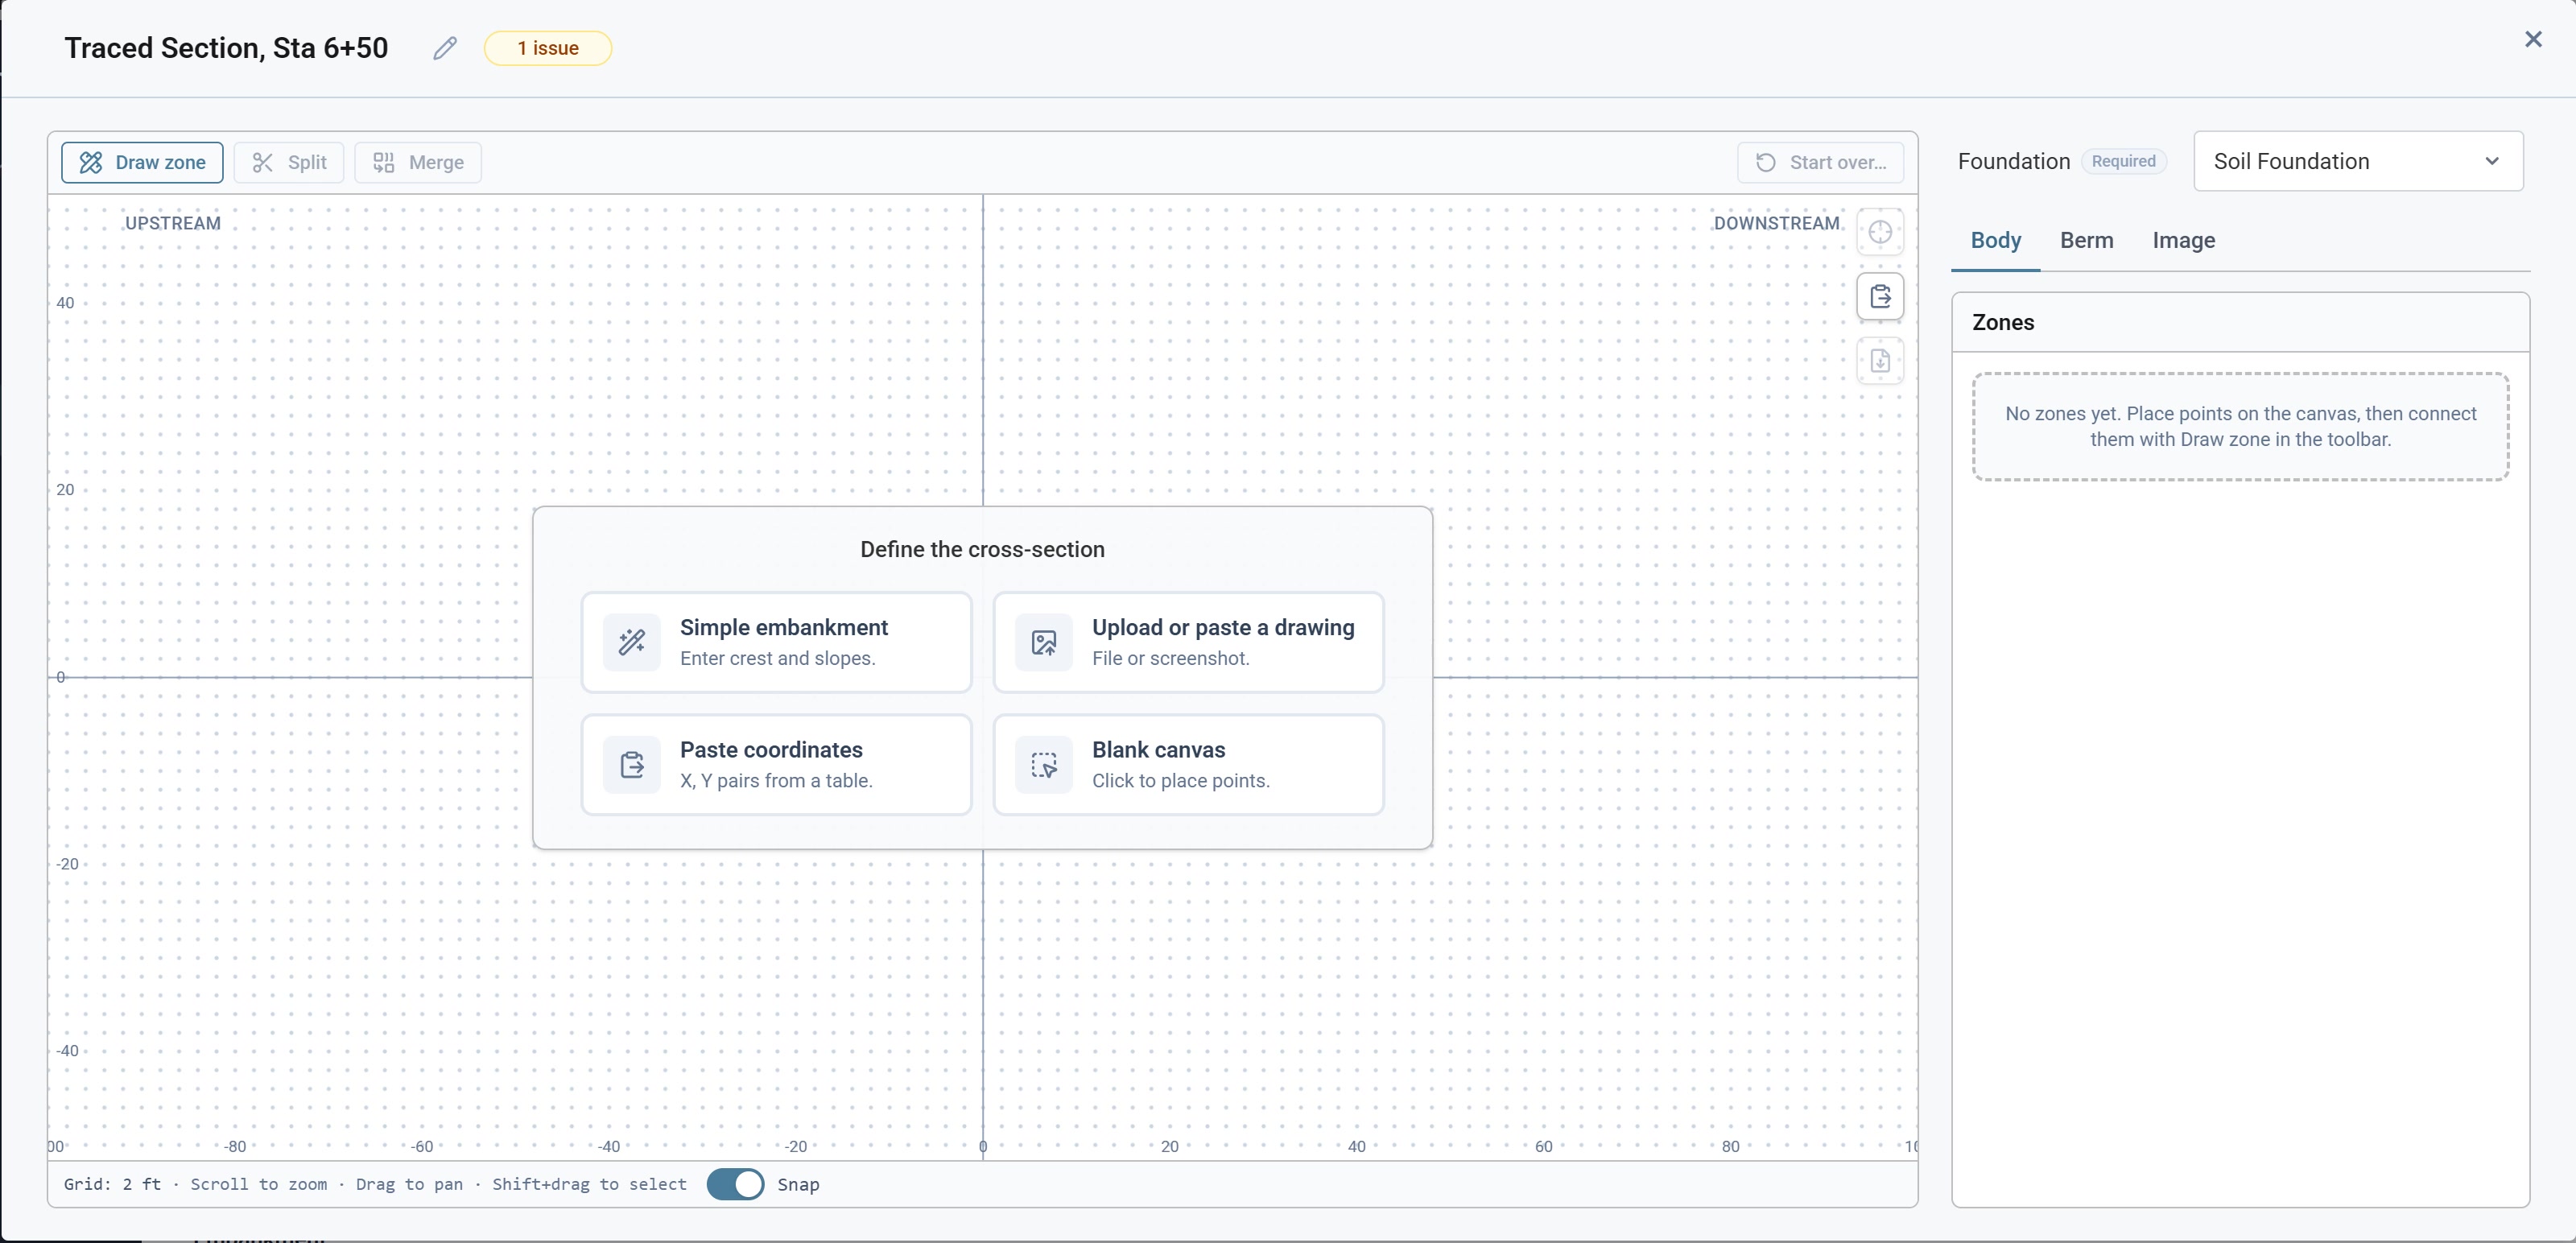 Traced Section, Sta 6+50
1 issue
Draw zone
Split
Merge
Start over...
Foundation
Required
Soil Foundation
UPSTREAM
DOWNSTREAM
Body
Berm
Image
Zones
No zones yet. Place points on the canvas, then connect
them with Draw zone in the toolbar.
40
20
0
-20
-40
Define the cross-section
Simple embankment
Enter crest and slopes.
Upload or paste a drawing
File or screenshot.
Paste coordinates
X, Y pairs from a table.
Blank canvas
Click to place points.
00
-80
-60
-40
-20
0
20
40
60
80
10
Grid: 2 ft · Scroll to zoom · Drag to pan · Shift+drag to select
Snap